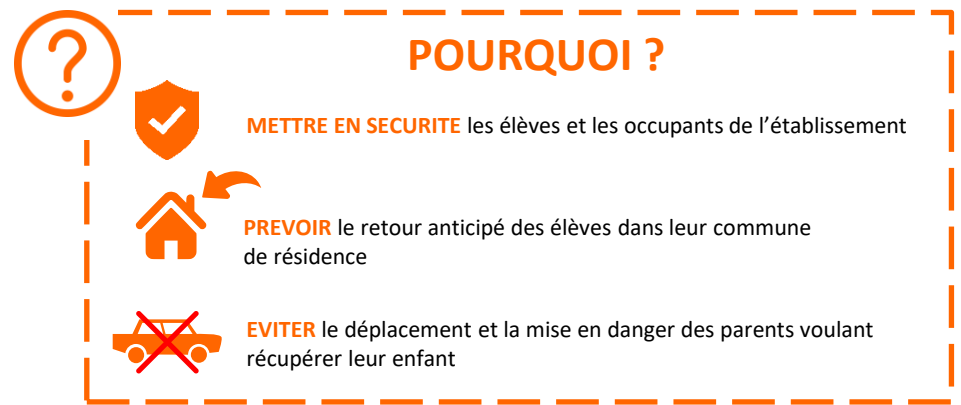 POURQUOI ?
METTRE EN SECURITE les élèves et les occupants de l’établissement
PREVOIR le retour anticipé des élèves dans leur commune
de résidence
EVITER le déplacement et la mise en danger des parents voulant
récupérer leur enfant